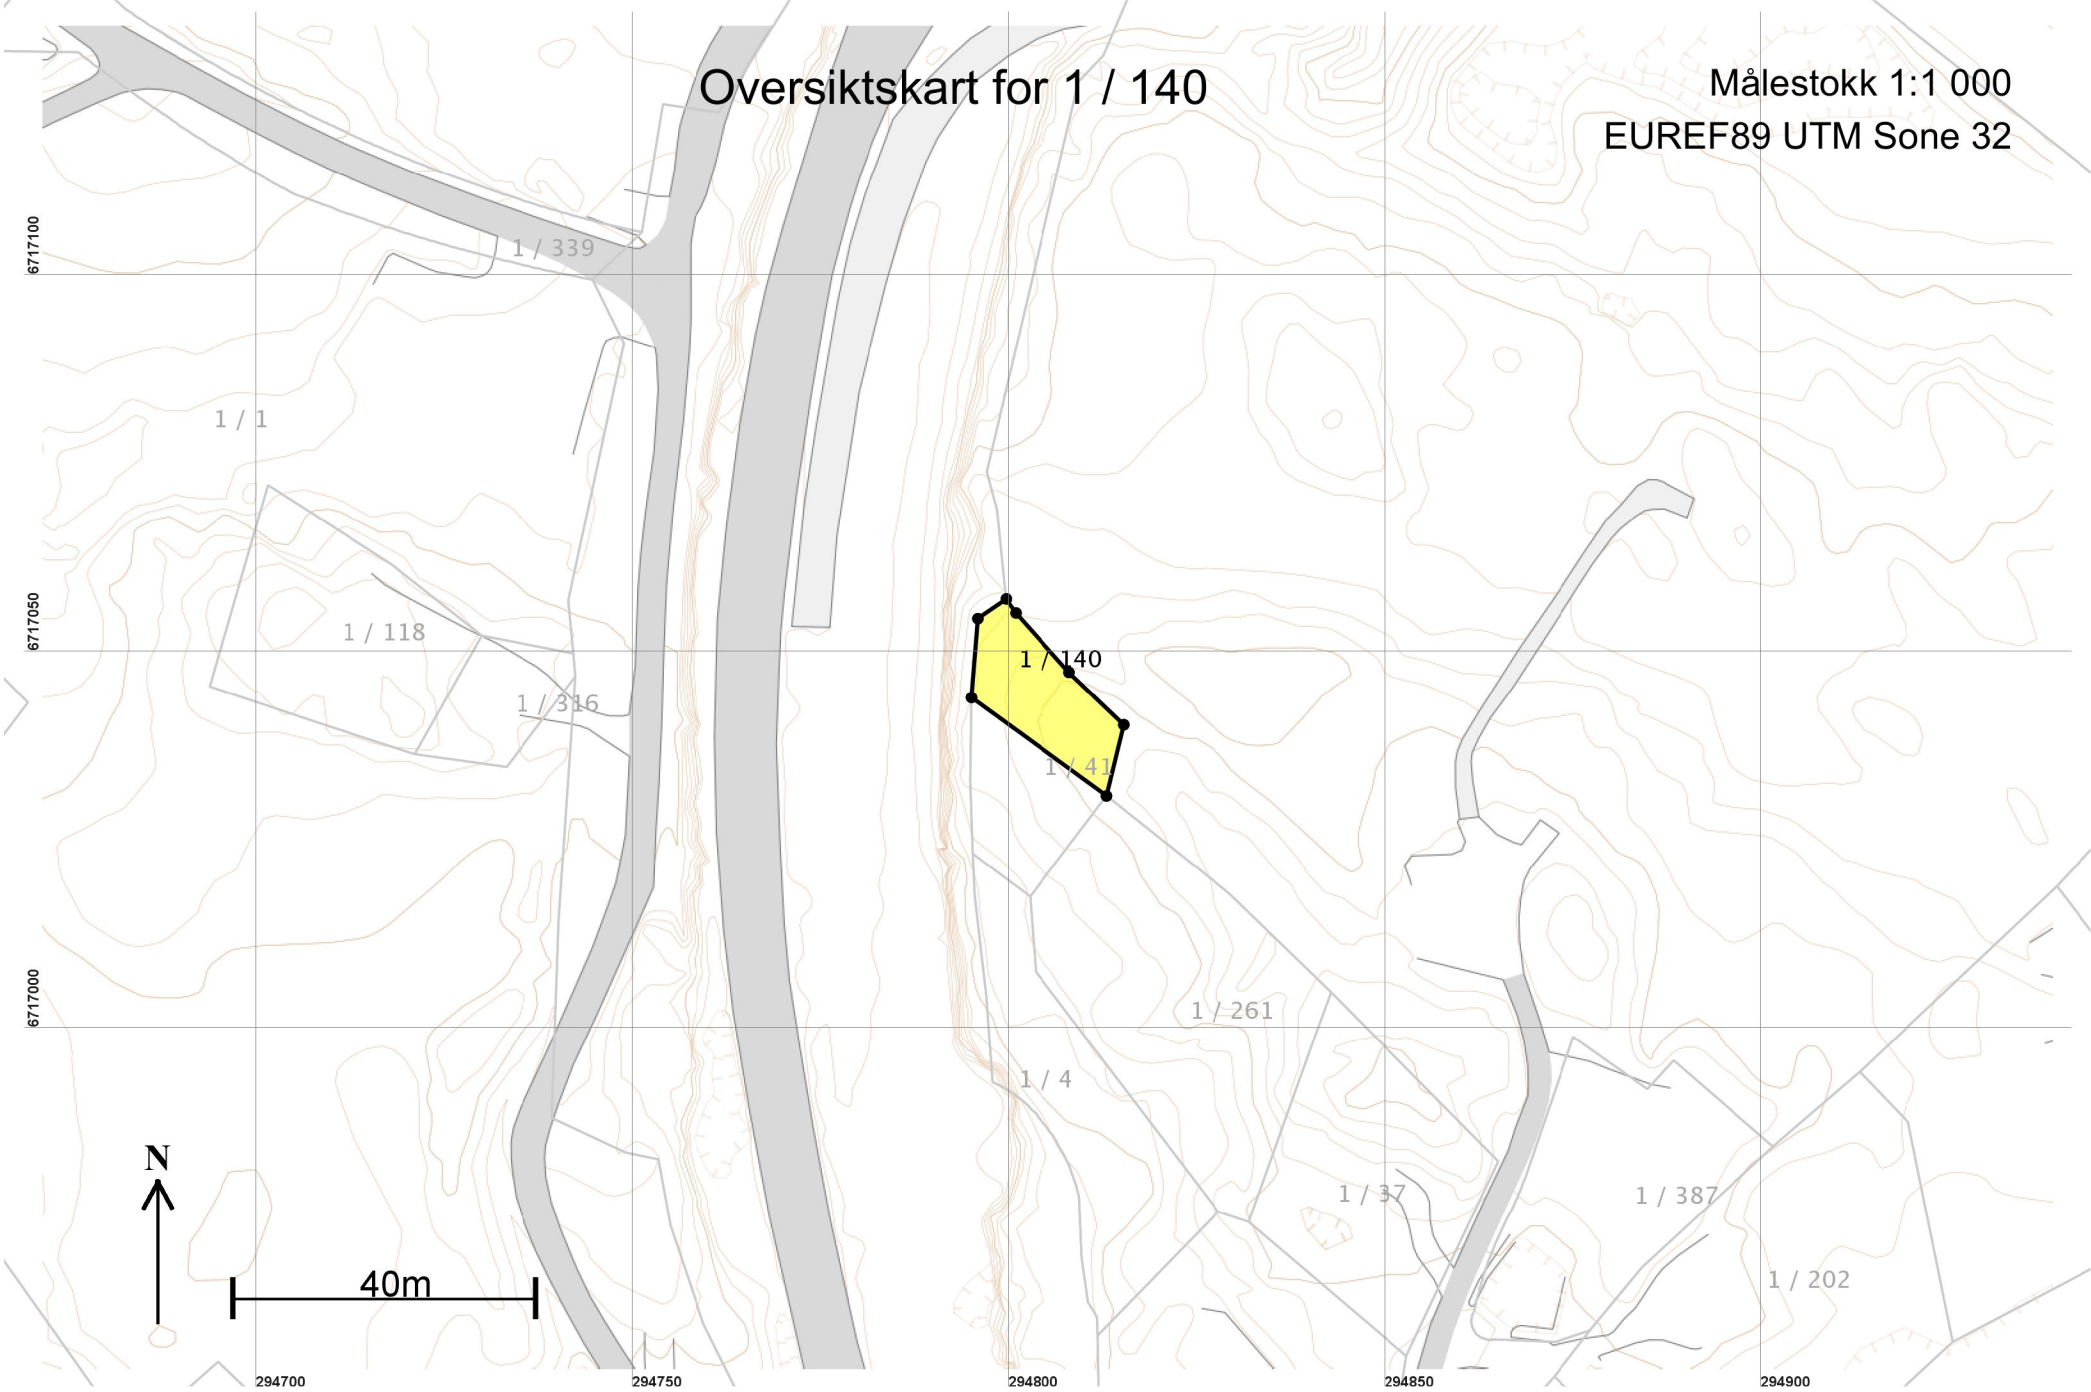 Oversiktskart for 1 / 140
Målestokk 1:1 000
EUREF89 UTM Sone 32
6717100
1 / 339
1 / 1
6717050
1 / 118
1 / 140
1 / 316
1 / 41
6717000
1 / 261
1 / 4
N
1 / 37
1 / 387
40m
1 / 202
294700
294750
294800
294850
294900